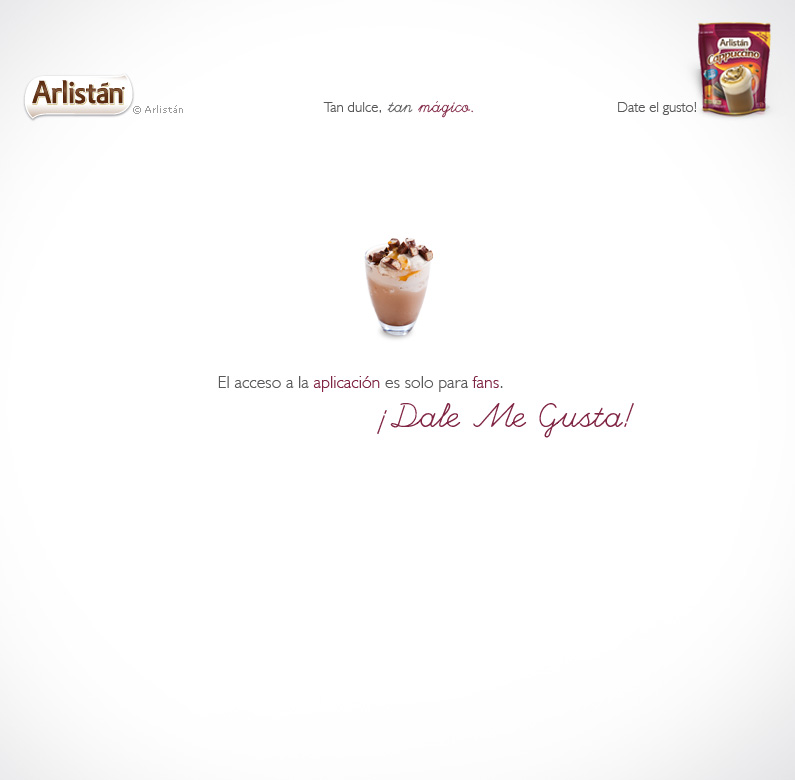 Arlistán
© Arlistán
Tan dulce, tan mágico.
Date el gusto!
Arlistán
Cappuccino
El acceso a la aplicación es solo para fans.
¡Dale Me Gusta!